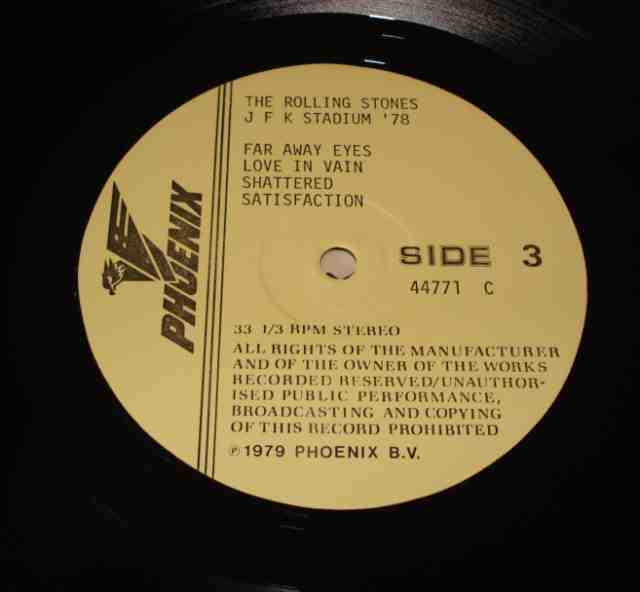 THE ROLLING STONES
J F K STADIUM '78
FAR AWAY EYES
LOVE IN VAIN
SHATTERED
SATISFACTION
PHOENIX
SIDE 3
44771 C
33 1/3 RPM STEREO
ALL RIGHTS OF THE MANUFACTURER
AND OF THE OWNER OF THE WORKS
RECORDED RESERVED/UNAUTHOR-
ISED PUBLIC PERFORMANCE,
BROADCASTING AND COPYING
OF THIS RECORD PROHIBITED
℗ 1979 PHOENIX B.V.